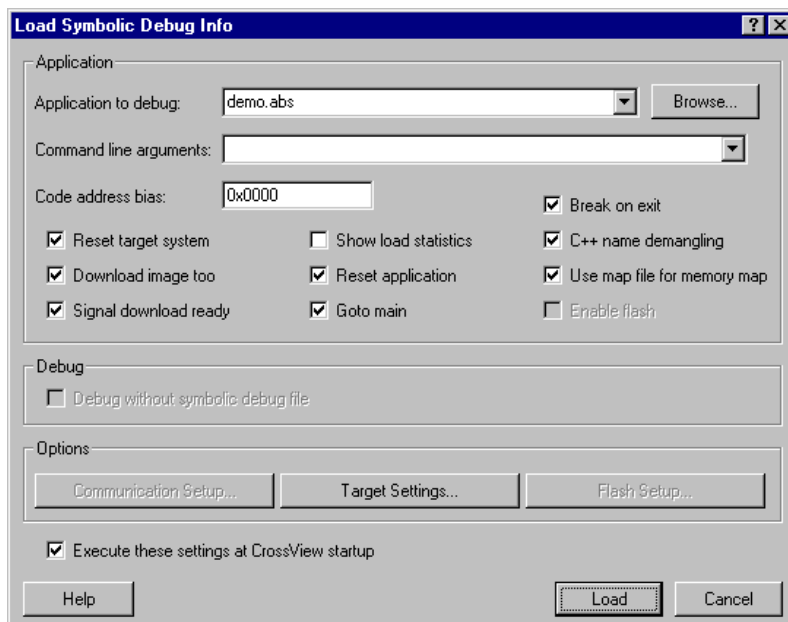 Load Symbolic Debug Info
Application
Application to debug: demo.abs Browse...
Command line arguments:
Code address bias: 0x0000
Break on exit
Reset target system Show load statistics C++ name demangling
Download image too Reset application Use map file for memory map
Signal download ready Goto main Enable flash
Debug
Debug without symbolic debug file
Options
Communication Setup... Target Settings... Flash Setup...
Execute these settings at CrossView startup
Help Load Cancel